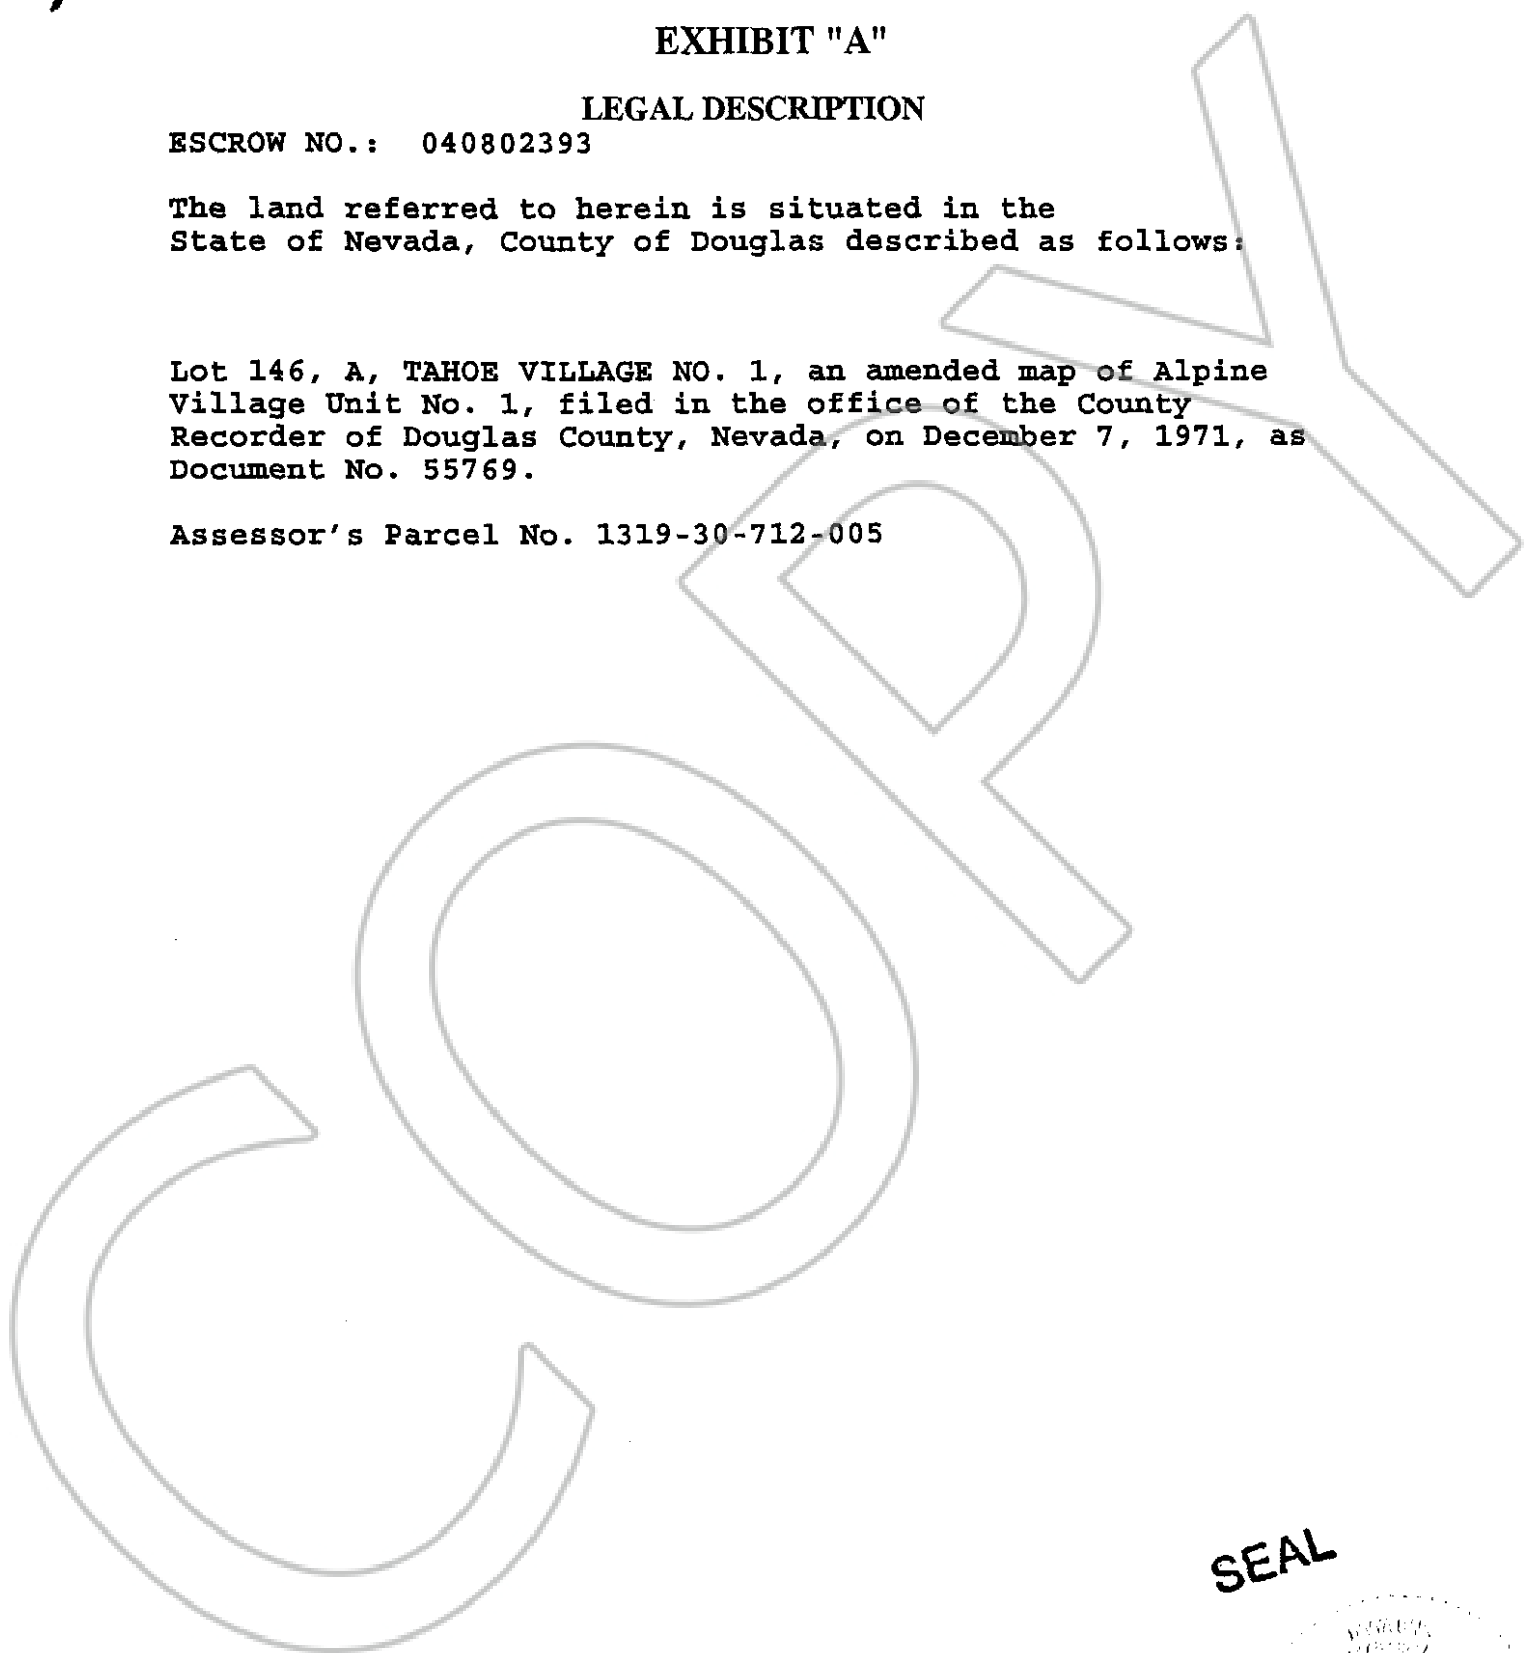 EXHIBIT "A"
LEGAL DESCRIPTION
ESCROW NO.: 040802393
The land referred to herein is situated in the
State of Nevada, County of Douglas described as follows:
Lot 146, A, TAHOE VILLAGE NO. 1, an amended map of Alpine
Village Unit No. 1, filed in the office of the County
Recorder of Douglas County, Nevada, on December 7, 1971, as
Document No. 55769.
Assessor's Parcel No. 1319-30-712-005
COPY
SEAL